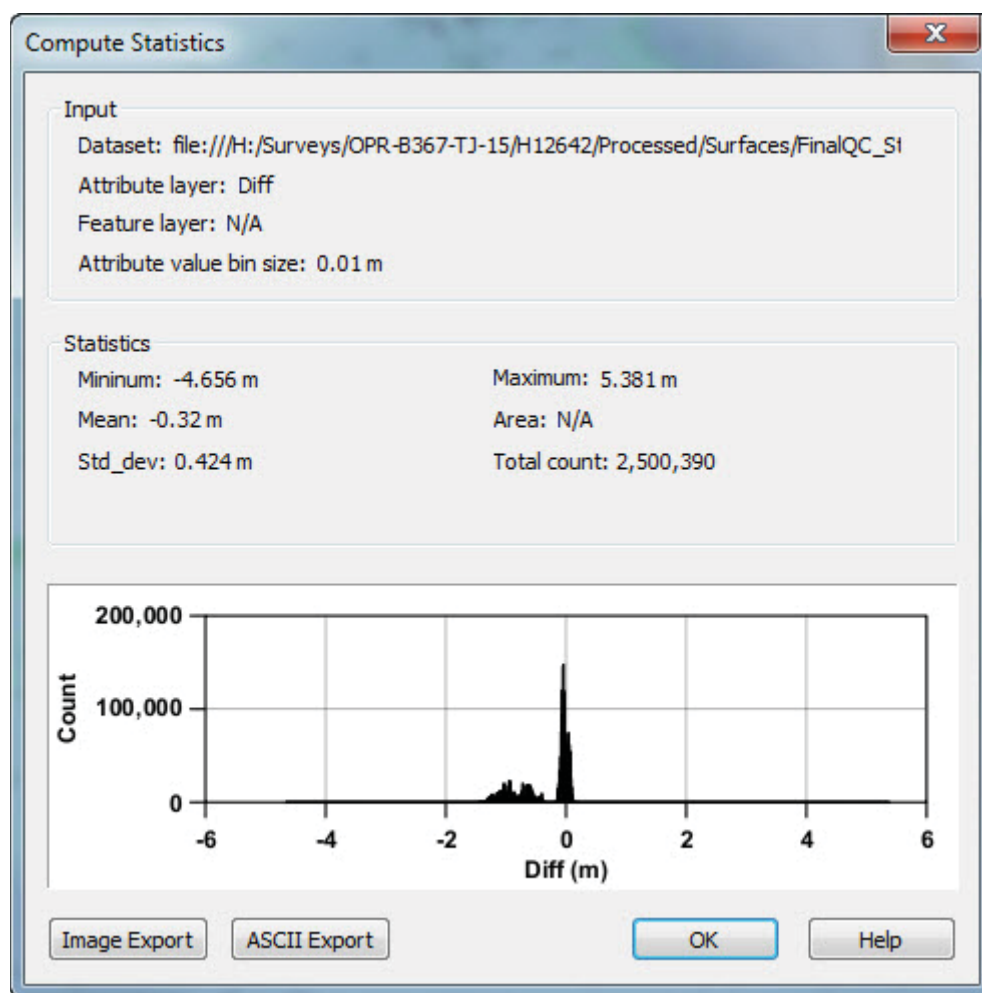 Compute Statistics
Input
Dataset: file:///H:/Surveys/OPR-B367-TJ-15/H12642/Processed/Surfaces/FinalQC_St
Attribute layer: Diff
Feature layer: N/A
Attribute value bin size: 0.01 m
Statistics
Mininum: -4.656 m Maximum: 5.381 m
Mean: -0.32 m Area: N/A
Std_dev: 0.424 m Total count: 2,500,390
200,000
100,000
0
Count
-6 -4 -2 0 2 4 6
Diff (m)
Image Export ASCII Export OK Help